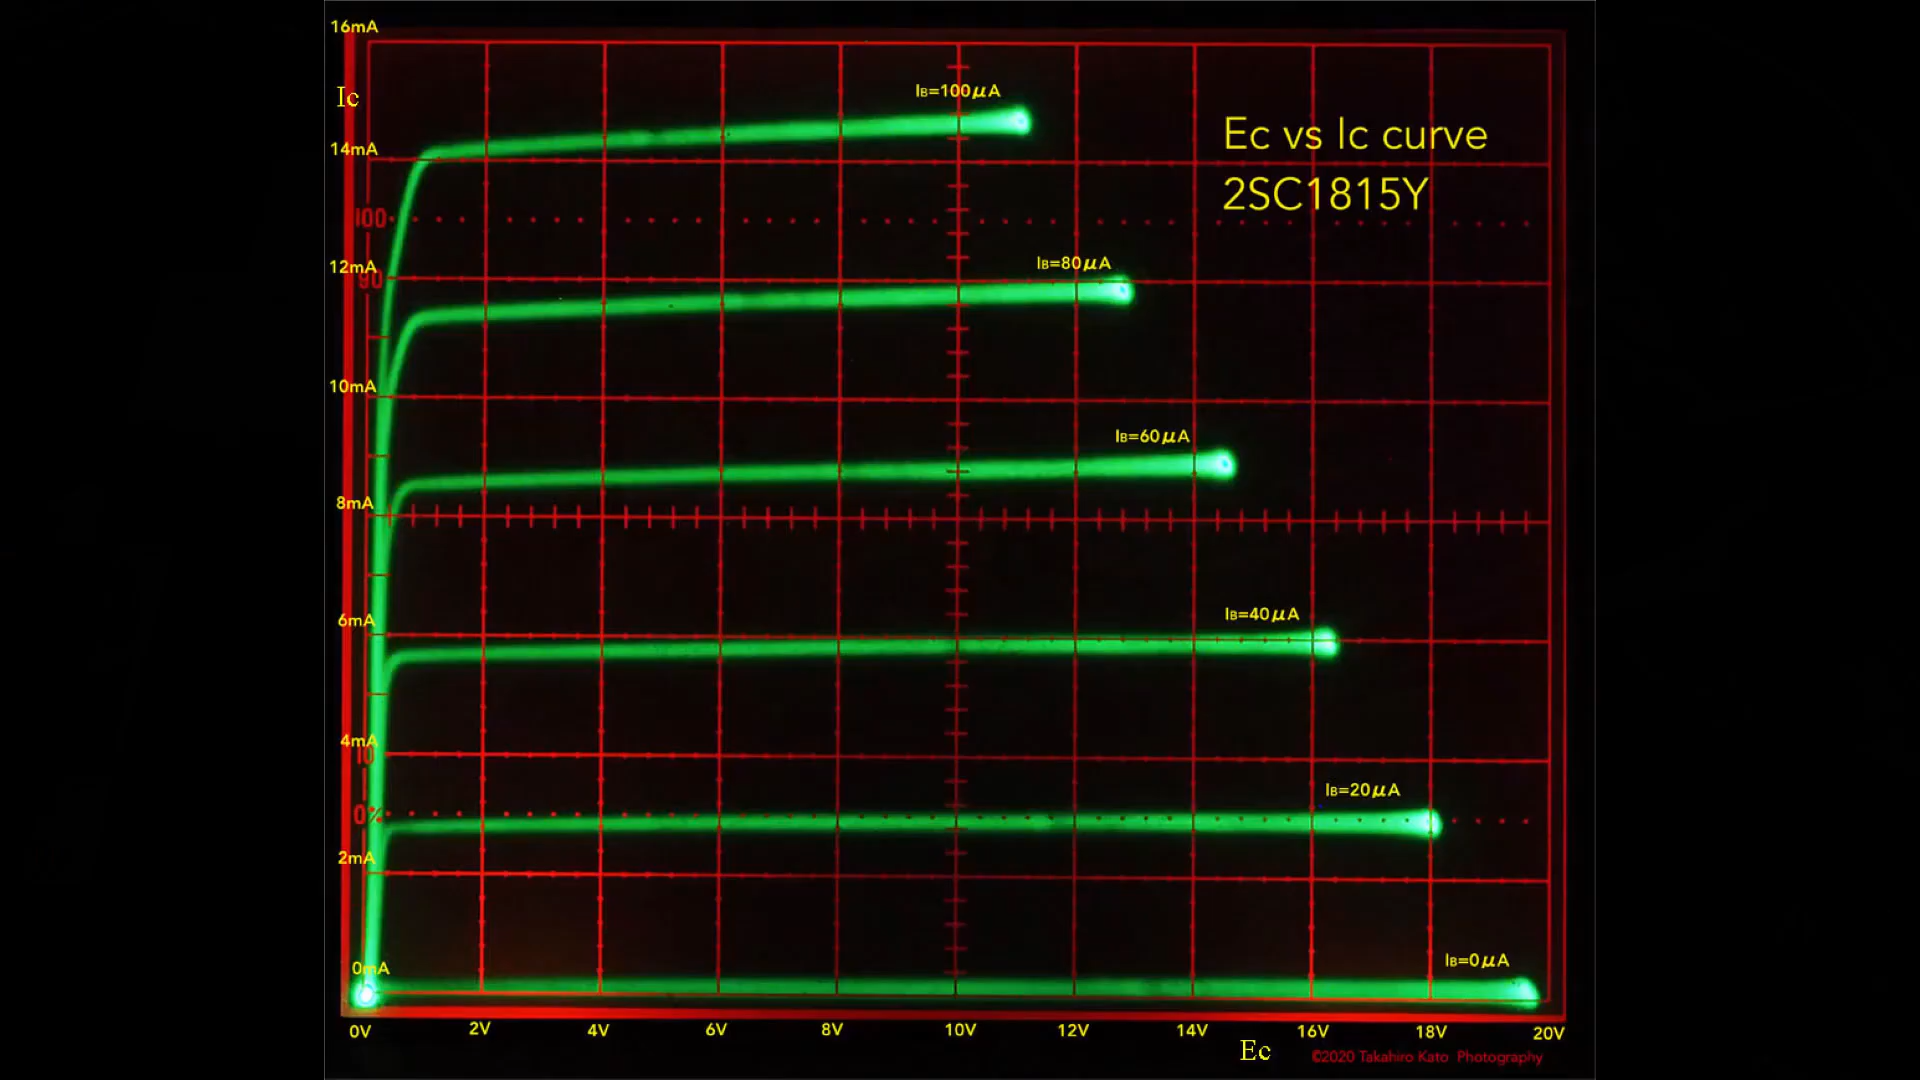 16mA
Ic
IB=100μA
Ec vs Ic curve
14mA
2SC1815Y
100
12mA
90
IB=80μA
10mA
IB=60μA
8mA
6mA
IB=40μA
4mA
10
IB=20μA
0%
2mA
IB=0μA
0mA
0V 2V 4V 6V 8V 10V 12V 14V 16V 18V 20V
Ec
©2020 Takahiro Kato Photography